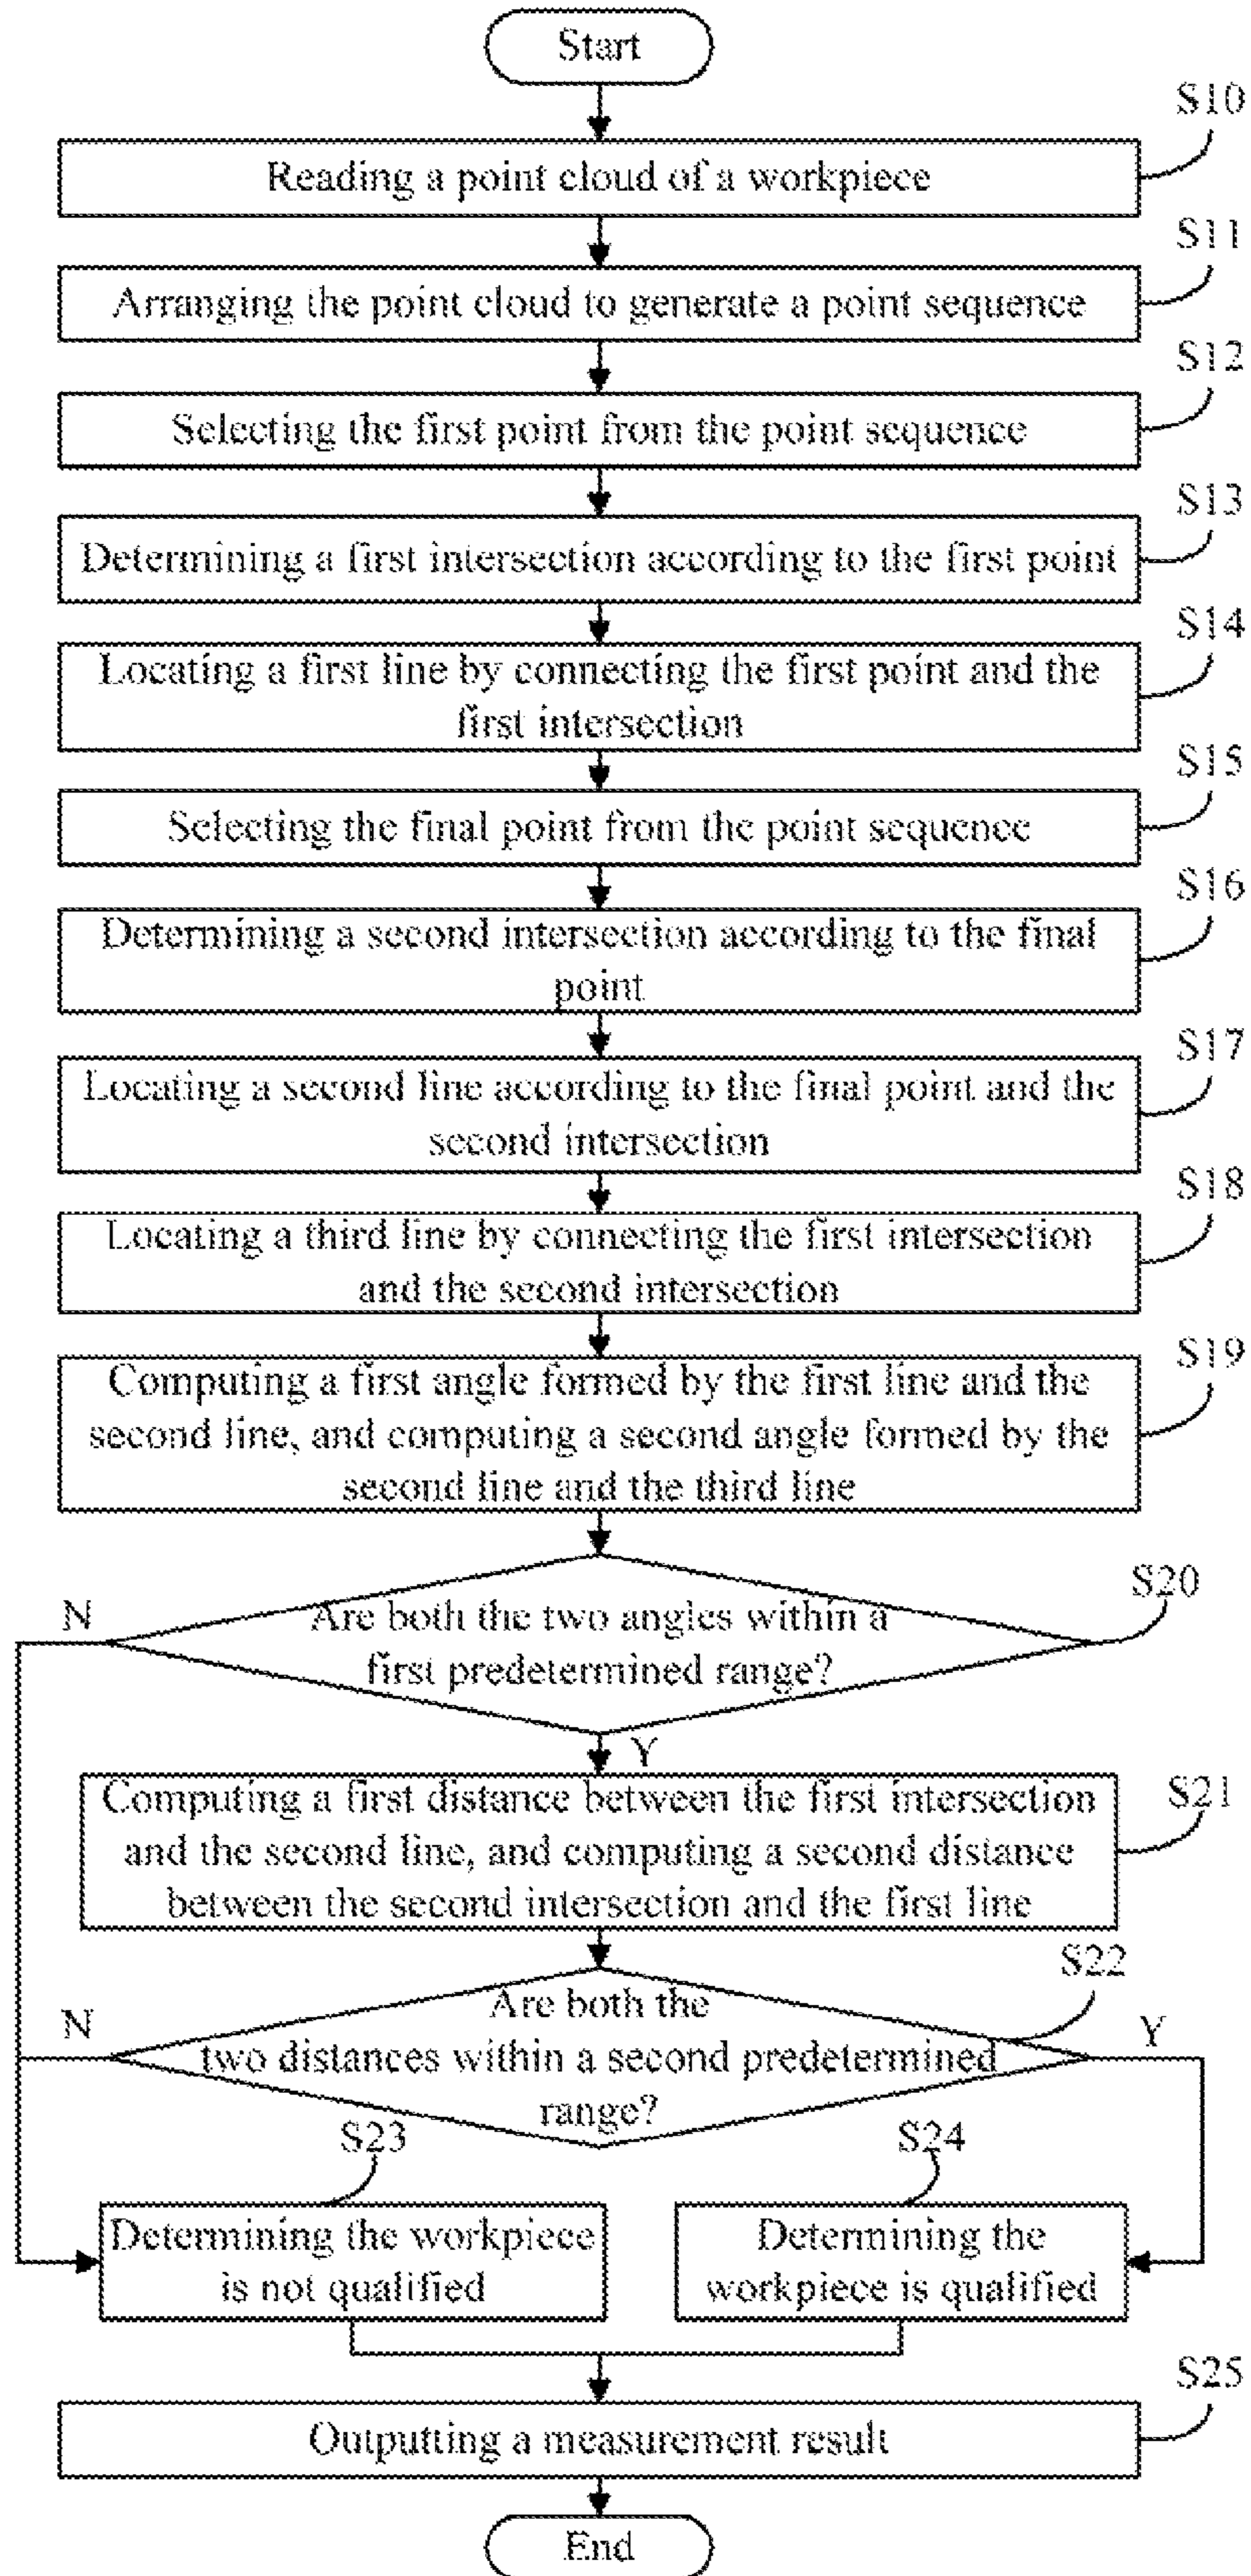 Start
S10
Reading a point cloud of a workpiece
S11
Arranging the point cloud to generate a point sequence
S12
Selecting the first point from the point sequence
S13
Determining a first intersection according to the first point
S14
Locating a first line by connecting the first point and the
first intersection
S15
Selecting the final point from the point sequence
S16
Determining a second intersection according to the final
point
S17
Locating a second line according to the final point and the
second intersection
S18
Locating a third line by connecting the first intersection
and the second intersection
S19
Computing a first angle formed by the first line and the
second line, and computing a second angle formed by the
second line and the third line
S20
N
Are both the two angles within a
first predetermined range?
Y
Computing a first distance between the first intersection
S21
and the second line, and computing a second distance
between the second intersection and the first line
S22
Are both the
N
Y
two distances within a second predetermined
range?
S23
S24
Determining the workpiece
is not qualified
Determining the
workpiece is qualified
S25
Outputting a measurement result
End